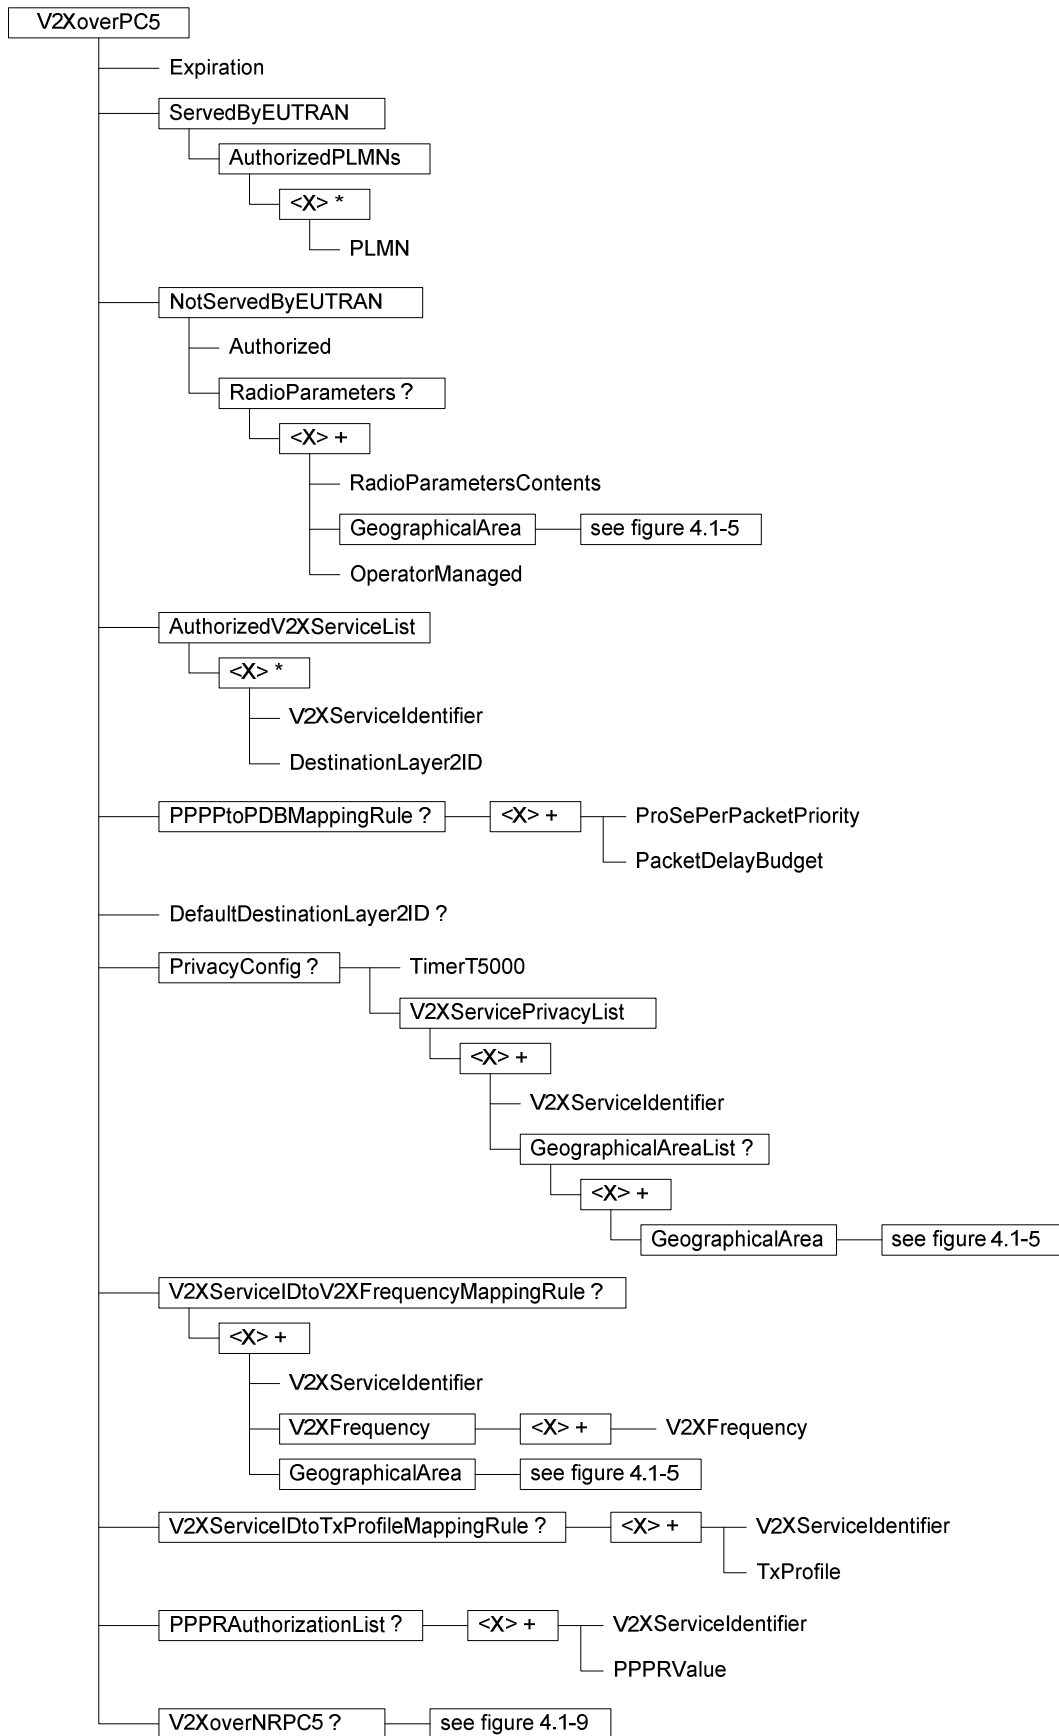 V2XoverPC5
Expiration
ServedByEUTRAN
AuthorizedPLMNs
<X> *
PLMN
NotServedByEUTRAN
Authorized
RadioParameters ?
<X> +
RadioParametersContents
GeographicalArea see figure 4.1-5
OperatorManaged
AuthorizedV2XServiceList
<X> *
V2XServiceIdentifier
DestinationLayer2ID
PPPPtoPDBMappingRule ? <X> + ProSePerPacketPriority
PacketDelayBudget
DefaultDestinationLayer2ID ?
PrivacyConfig ? TimerT5000
V2XServicePrivacyList
<X> +
V2XServiceIdentifier
GeographicalAreaList ?
<X> +
GeographicalArea see figure 4.1-5
V2XServiceIDtoV2XFrequencyMappingRule ?
<X> +
V2XServiceIdentifier
V2XFrequency <X> + V2XFrequency
GeographicalArea see figure 4.1-5
V2XServiceIDtoTxProfileMappingRule ? <X> + V2XServiceIdentifier
TxProfile
PPPRAuthorizationList ? <X> + V2XServiceIdentifier
PPPRValue
V2XoverNRPC5 ? see figure 4.1-9